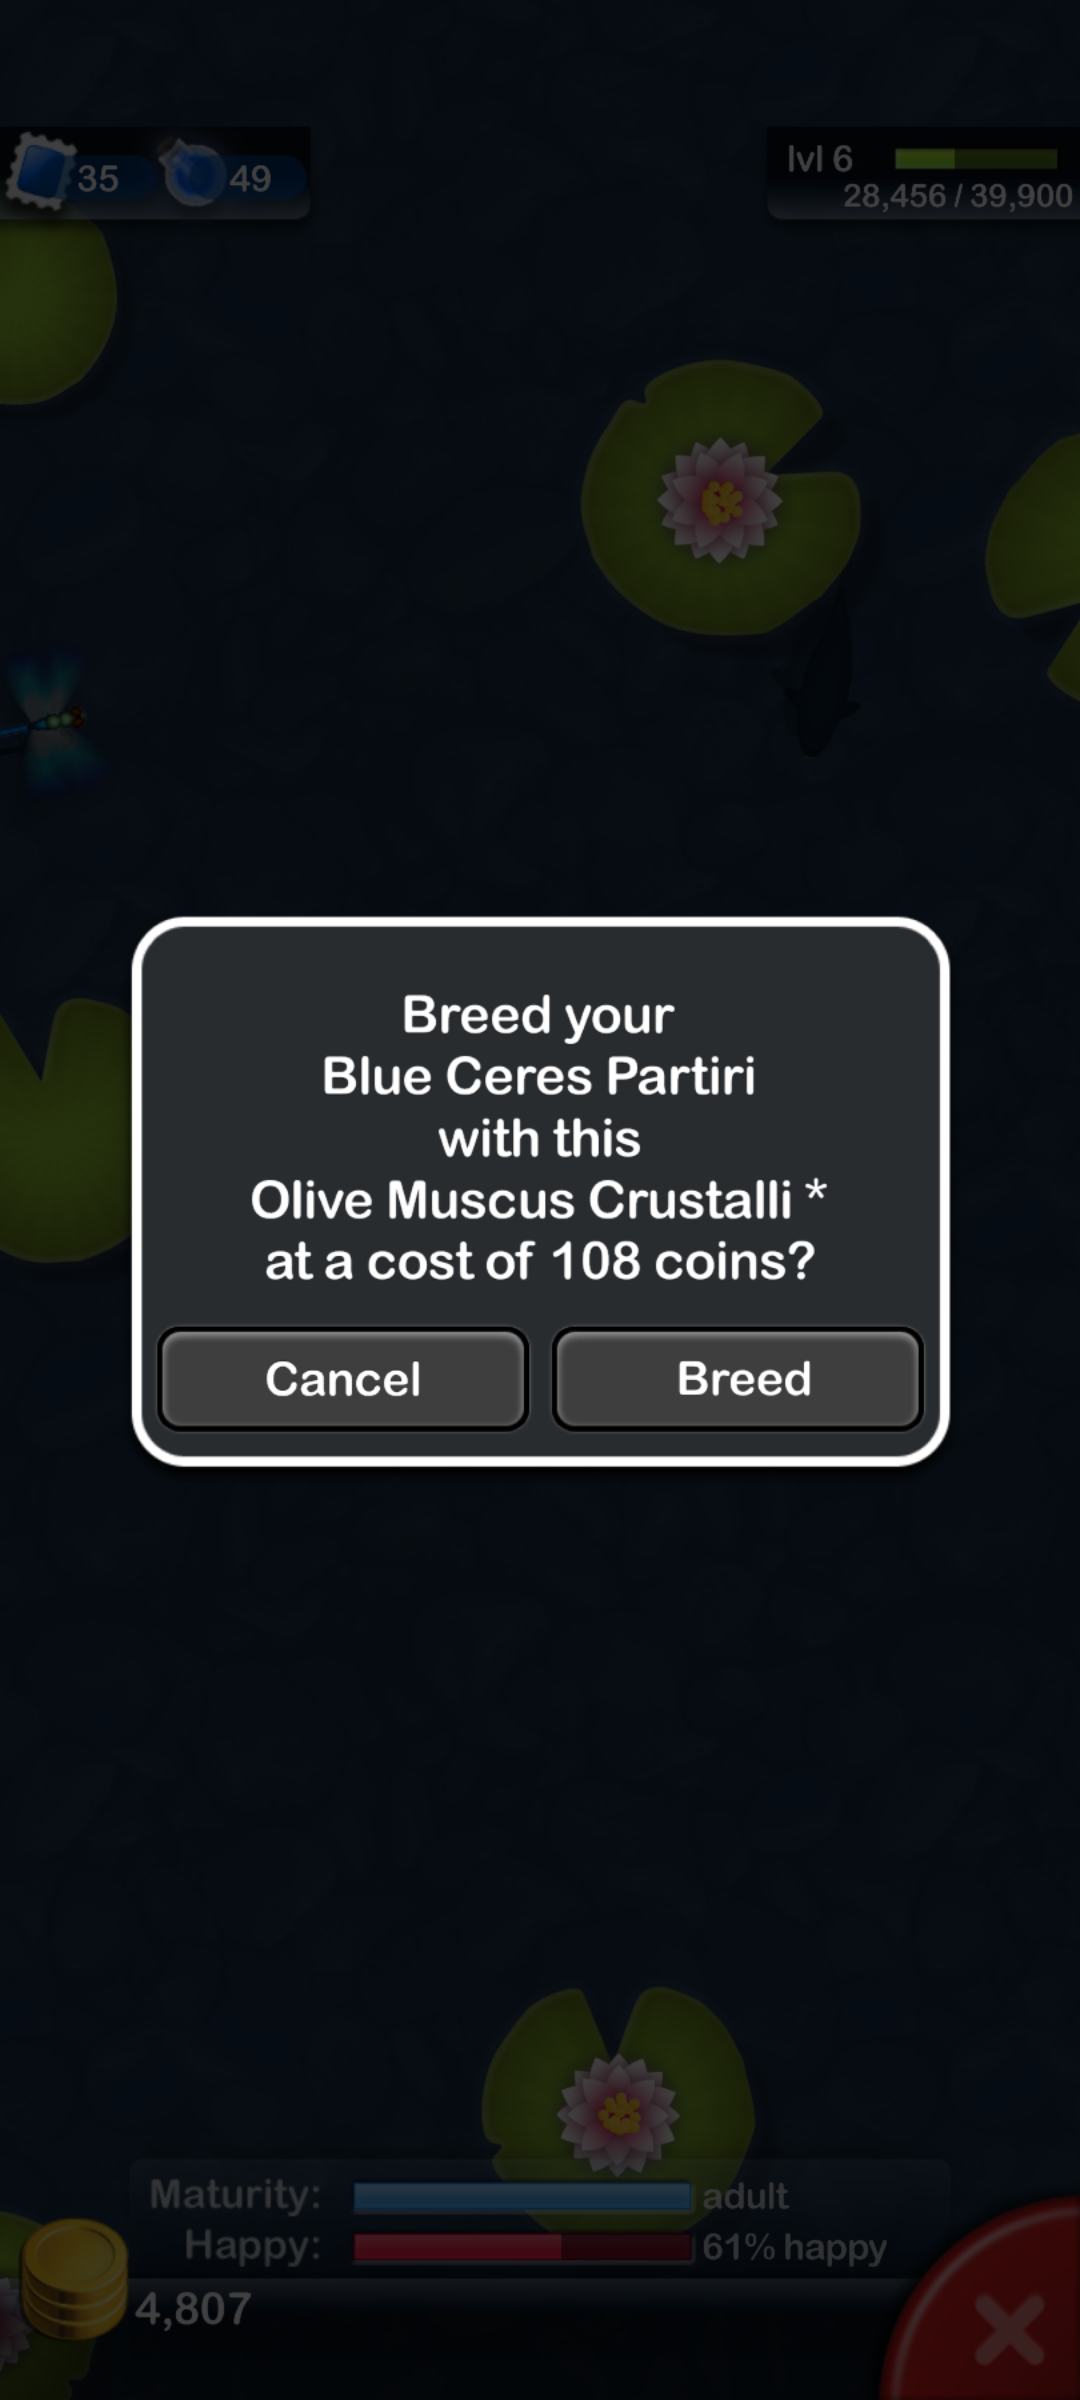 35 49
lvl 6
28,456 / 39,900
Breed your
Blue Ceres Partiri
with this
Olive Muscus Crustalli *
at a cost of 108 coins?
Cancel Breed
Maturity: adult
Happy: 61% happy
4,807